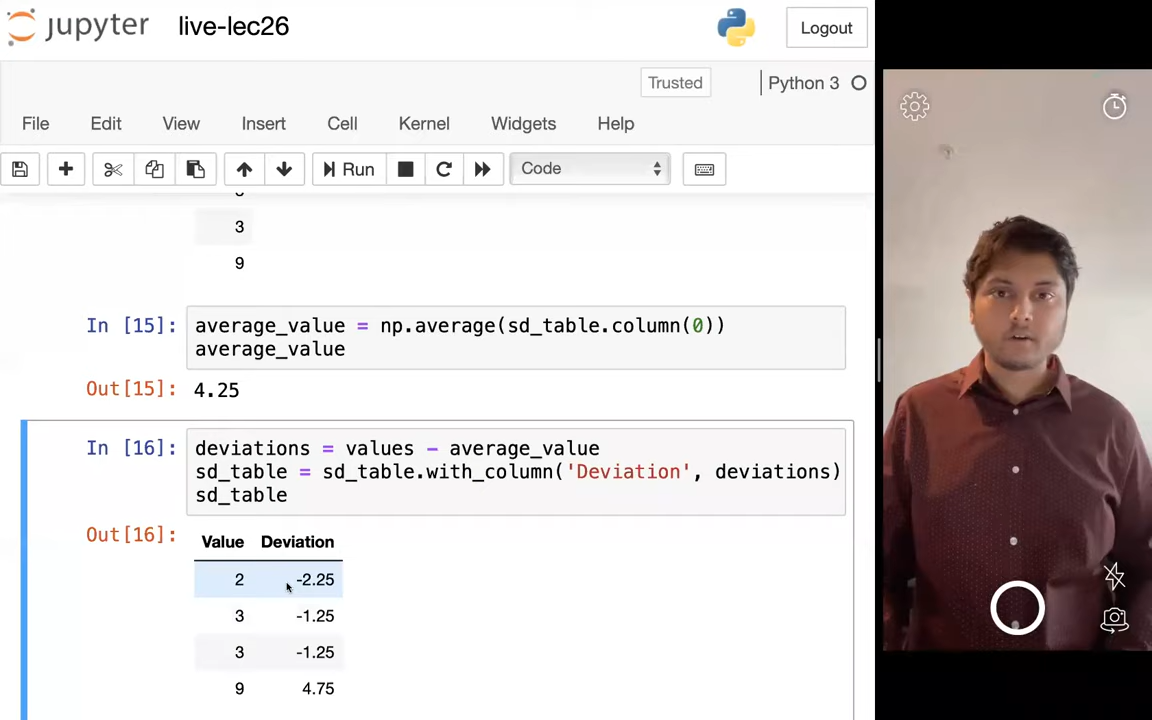 jupyter live-lec26 Logout
Trusted Python 3
File Edit View Insert Cell Kernel Widgets Help
Run Code
3
9
In [15]: average_value = np.average(sd_table.column(0))
average_value
Out[15]: 4.25
In [16]: deviations = values - average_value
sd_table = sd_table.with_column('Deviation', deviations)
sd_table
Out[16]:
Value Deviation
2 -2.25
3 -1.25
3 -1.25
9 4.75